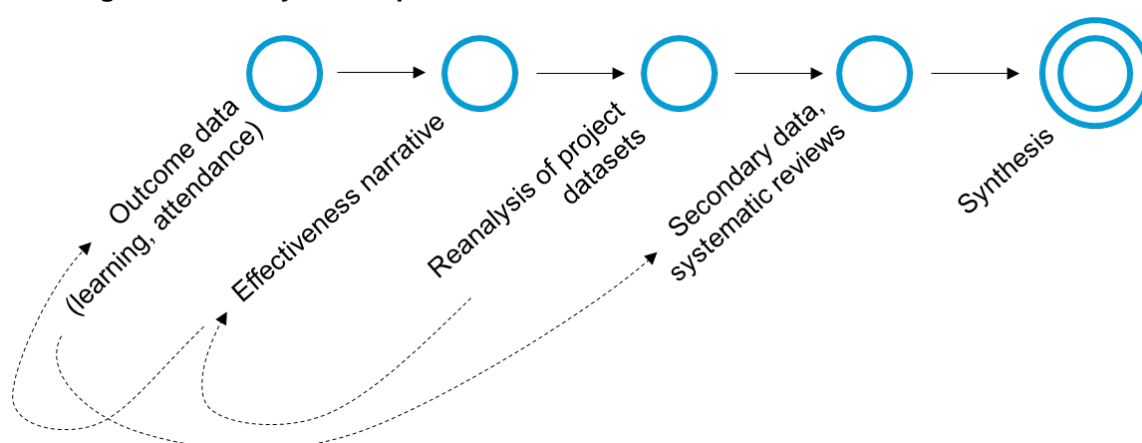 Outcome data
(learning, attendance)
Effectiveness narrative
Reanalysis of project
datasets
Secondary data,
systematic reviews
Synthesis